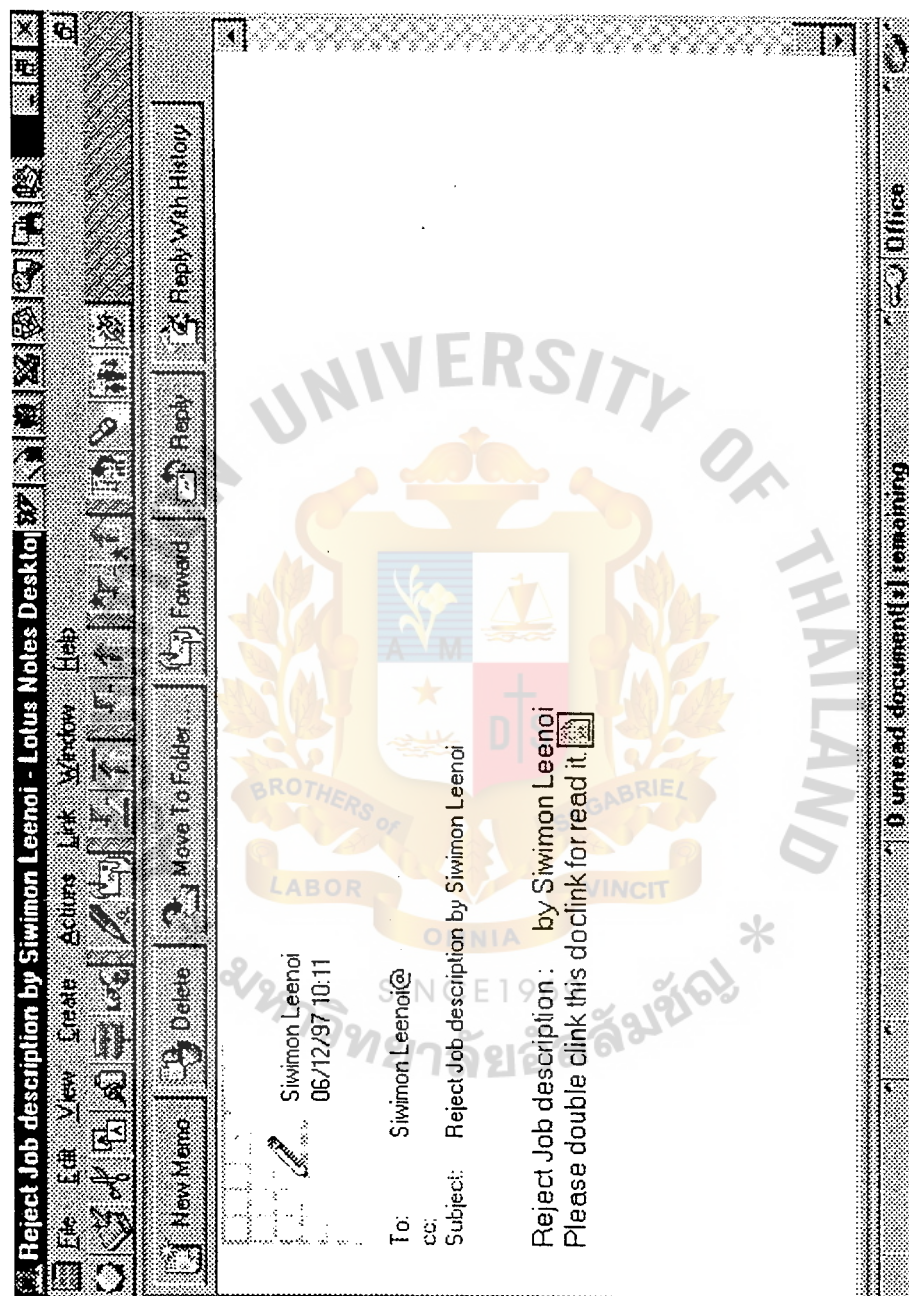 Reject Job description by Siwimon Leenoi - Lotus Notes Desktop
File Edit View Create Actions Link Window Help
New Memo Delete Move To Folder... Forward Reply Reply With History
Siwimon Leenoi
06/12/97 10:11
To: Siwimon Leenoi@
cc:
Subject: Reject Job description by Siwimon Leenoi
Reject Job description : by Siwimon Leenoi
Please double clink this doclink for read it.
0 unread document(s) remaining Office
UNIVERSITY OF THAILAND
A M
D S
BROTHERS of GABRIEL
LABOR VINCIT
OMNIA
SINCE 1969